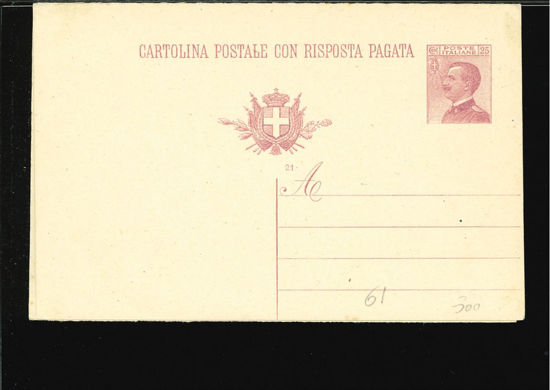 CARTOLINA POSTALE CON RISPOSTA PAGATA
POSTE 25
ITALIANE
21
A
61
300